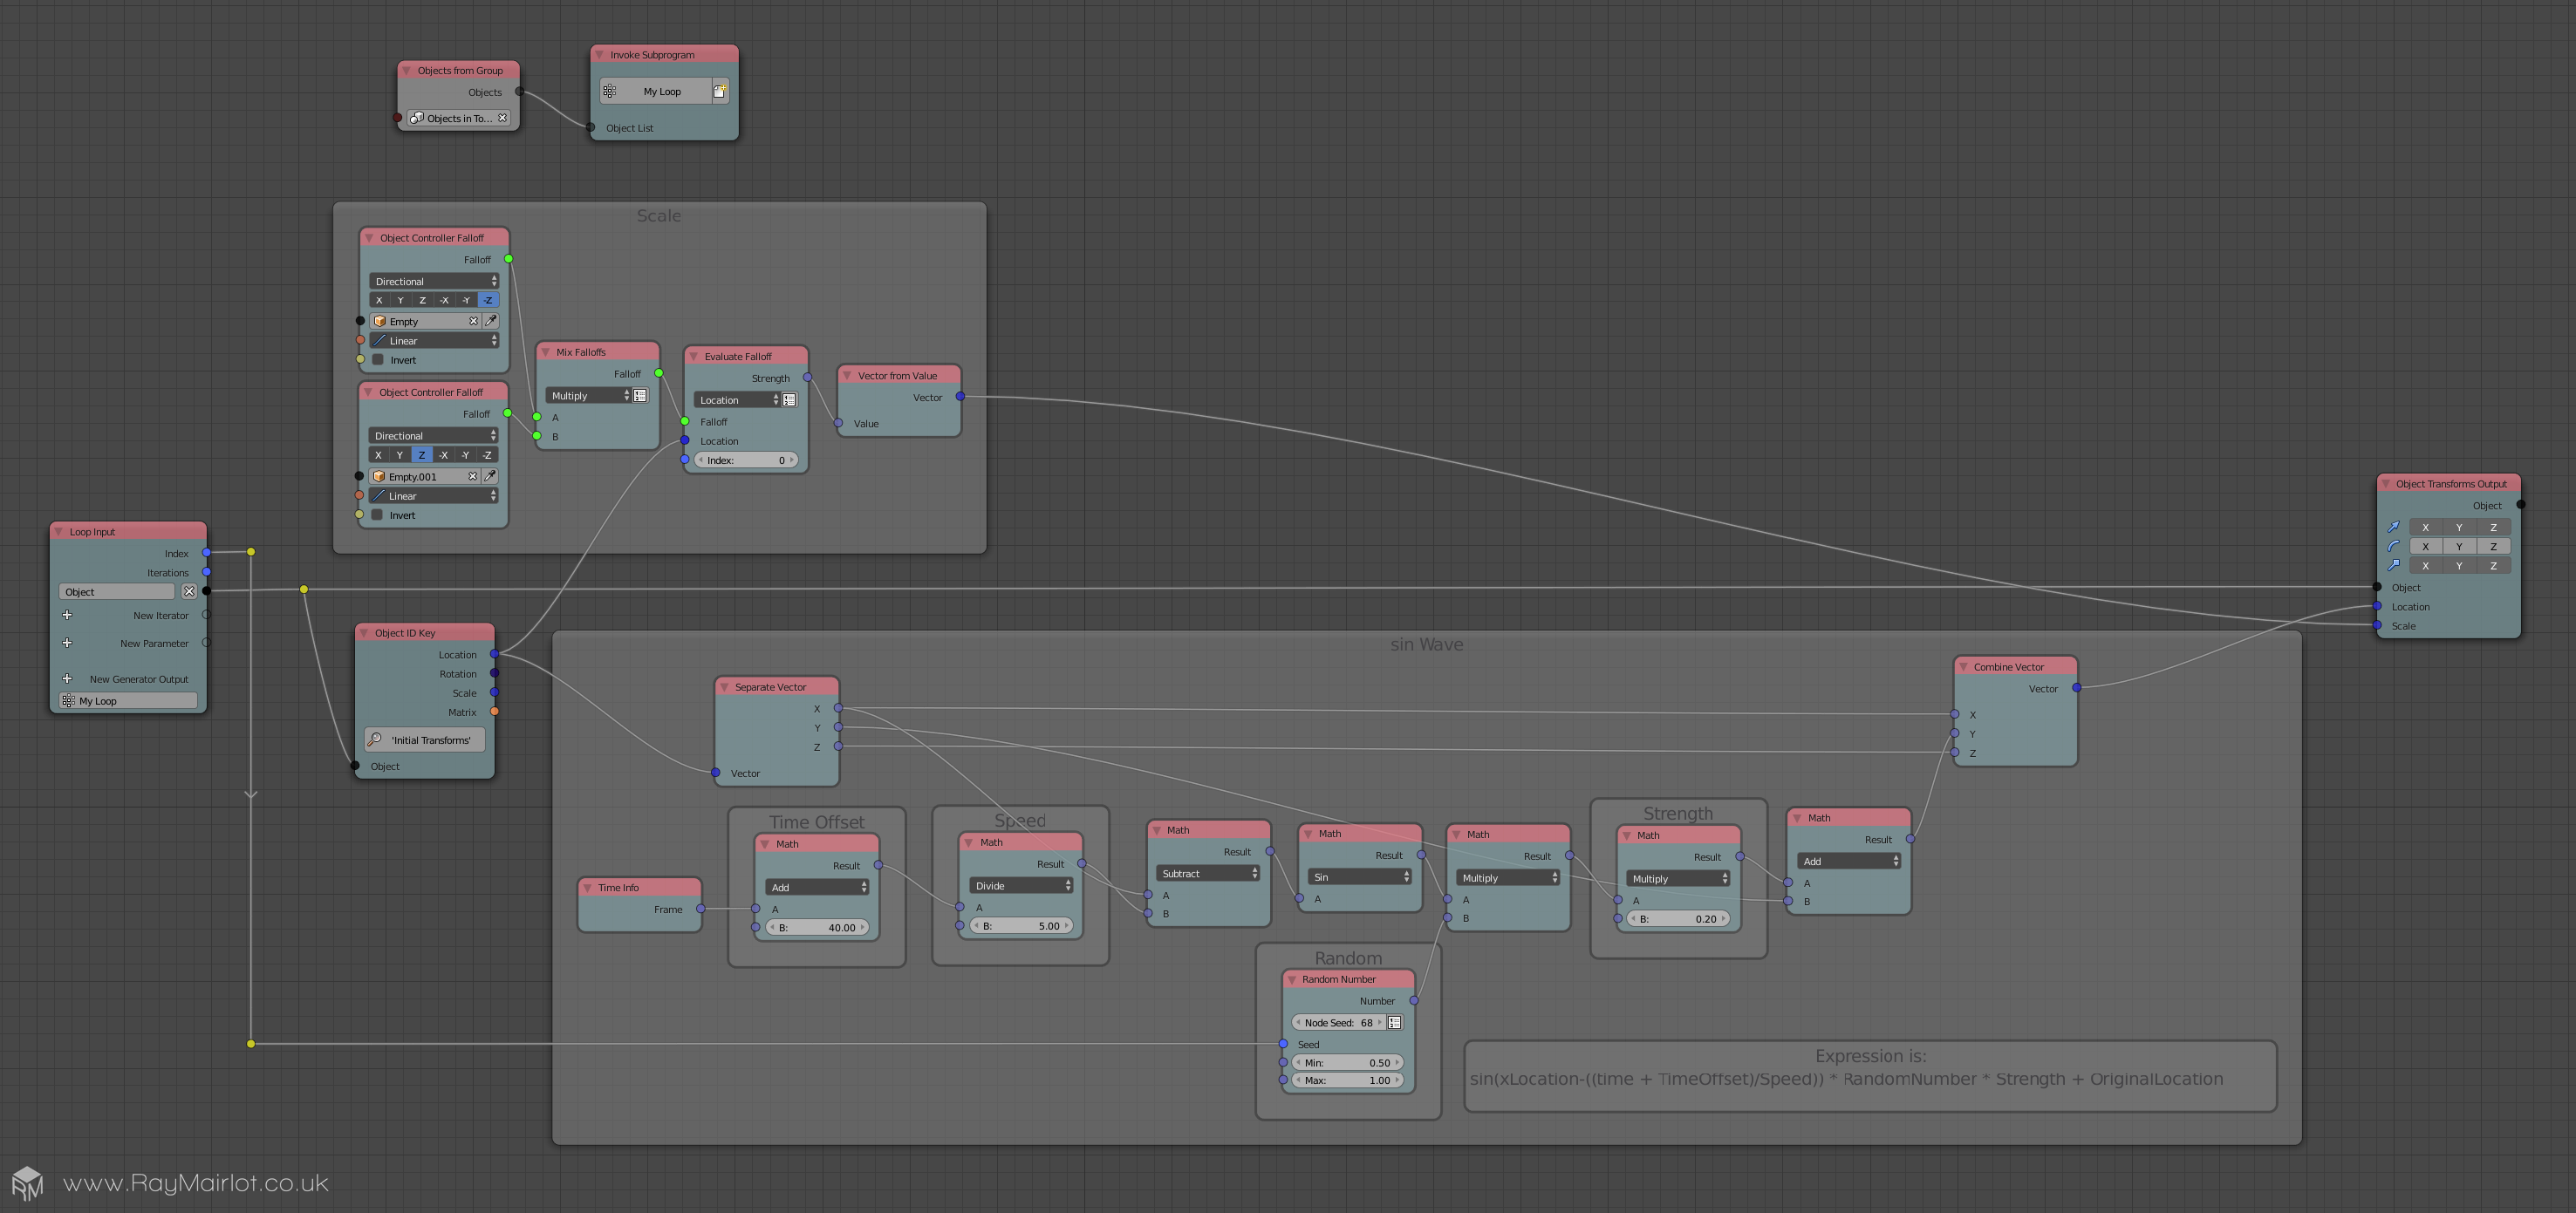 Objects from Group
Objects
Objects in To...
Invoke Subprogram
My Loop
Object List
Scale
Object Controller Falloff
Falloff
Directional
X Y Z -X -Y -Z
Empty
Linear
Invert
Object Controller Falloff
Falloff
Directional
X Y Z -X -Y -Z
Empty.001
Linear
Invert
Mix Falloffs
Falloff
Multiply
A
B
Evaluate Falloff
Strength
Location
Falloff
Location
Index: 0
Vector from Value
Vector
Value
Loop Input
Index
Iterations
Object
New Iterator
New Parameter
New Generator Output
My Loop
Object ID Key
Location
Rotation
Scale
Matrix
'Initial Transforms'
Object
Object Transforms Output
Object
X Y Z
X Y Z
X Y Z
Object
Location
Scale
sin Wave
Separate Vector
X
Y
Z
Vector
Combine Vector
Vector
X
Y
Z
Time Info
Frame
Time Offset
Math
Result
Add
A
B: 40.00
Speed
Math
Result
Divide
A
B: 5.00
Math
Result
Subtract
A
B
Math
Result
Sin
A
Math
Result
Multiply
A
B
Strength
Math
Result
Multiply
A
B: 0.20
Math
Result
Add
A
B
Random
Random Number
Number
Node Seed: 68
Seed
Min: 0.50
Max: 1.00
Expression is:
sin(xLocation-((time + TimeOffset)/Speed)) * RandomNumber * Strength + OriginalLocation
RM
www.RayMairlot.co.uk